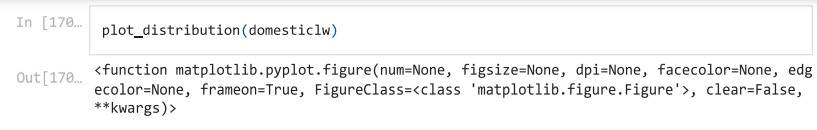 In [170...
plot_distribution(domesticlw)
Out[170...
<function matplotlib.pyplot.figure(num=None, figsize=None, dpi=None, facecolor=None, edg
ecolor=None, frameon=True, FigureClass=<class 'matplotlib.figure.Figure'>, clear=False,
**kwargs)>